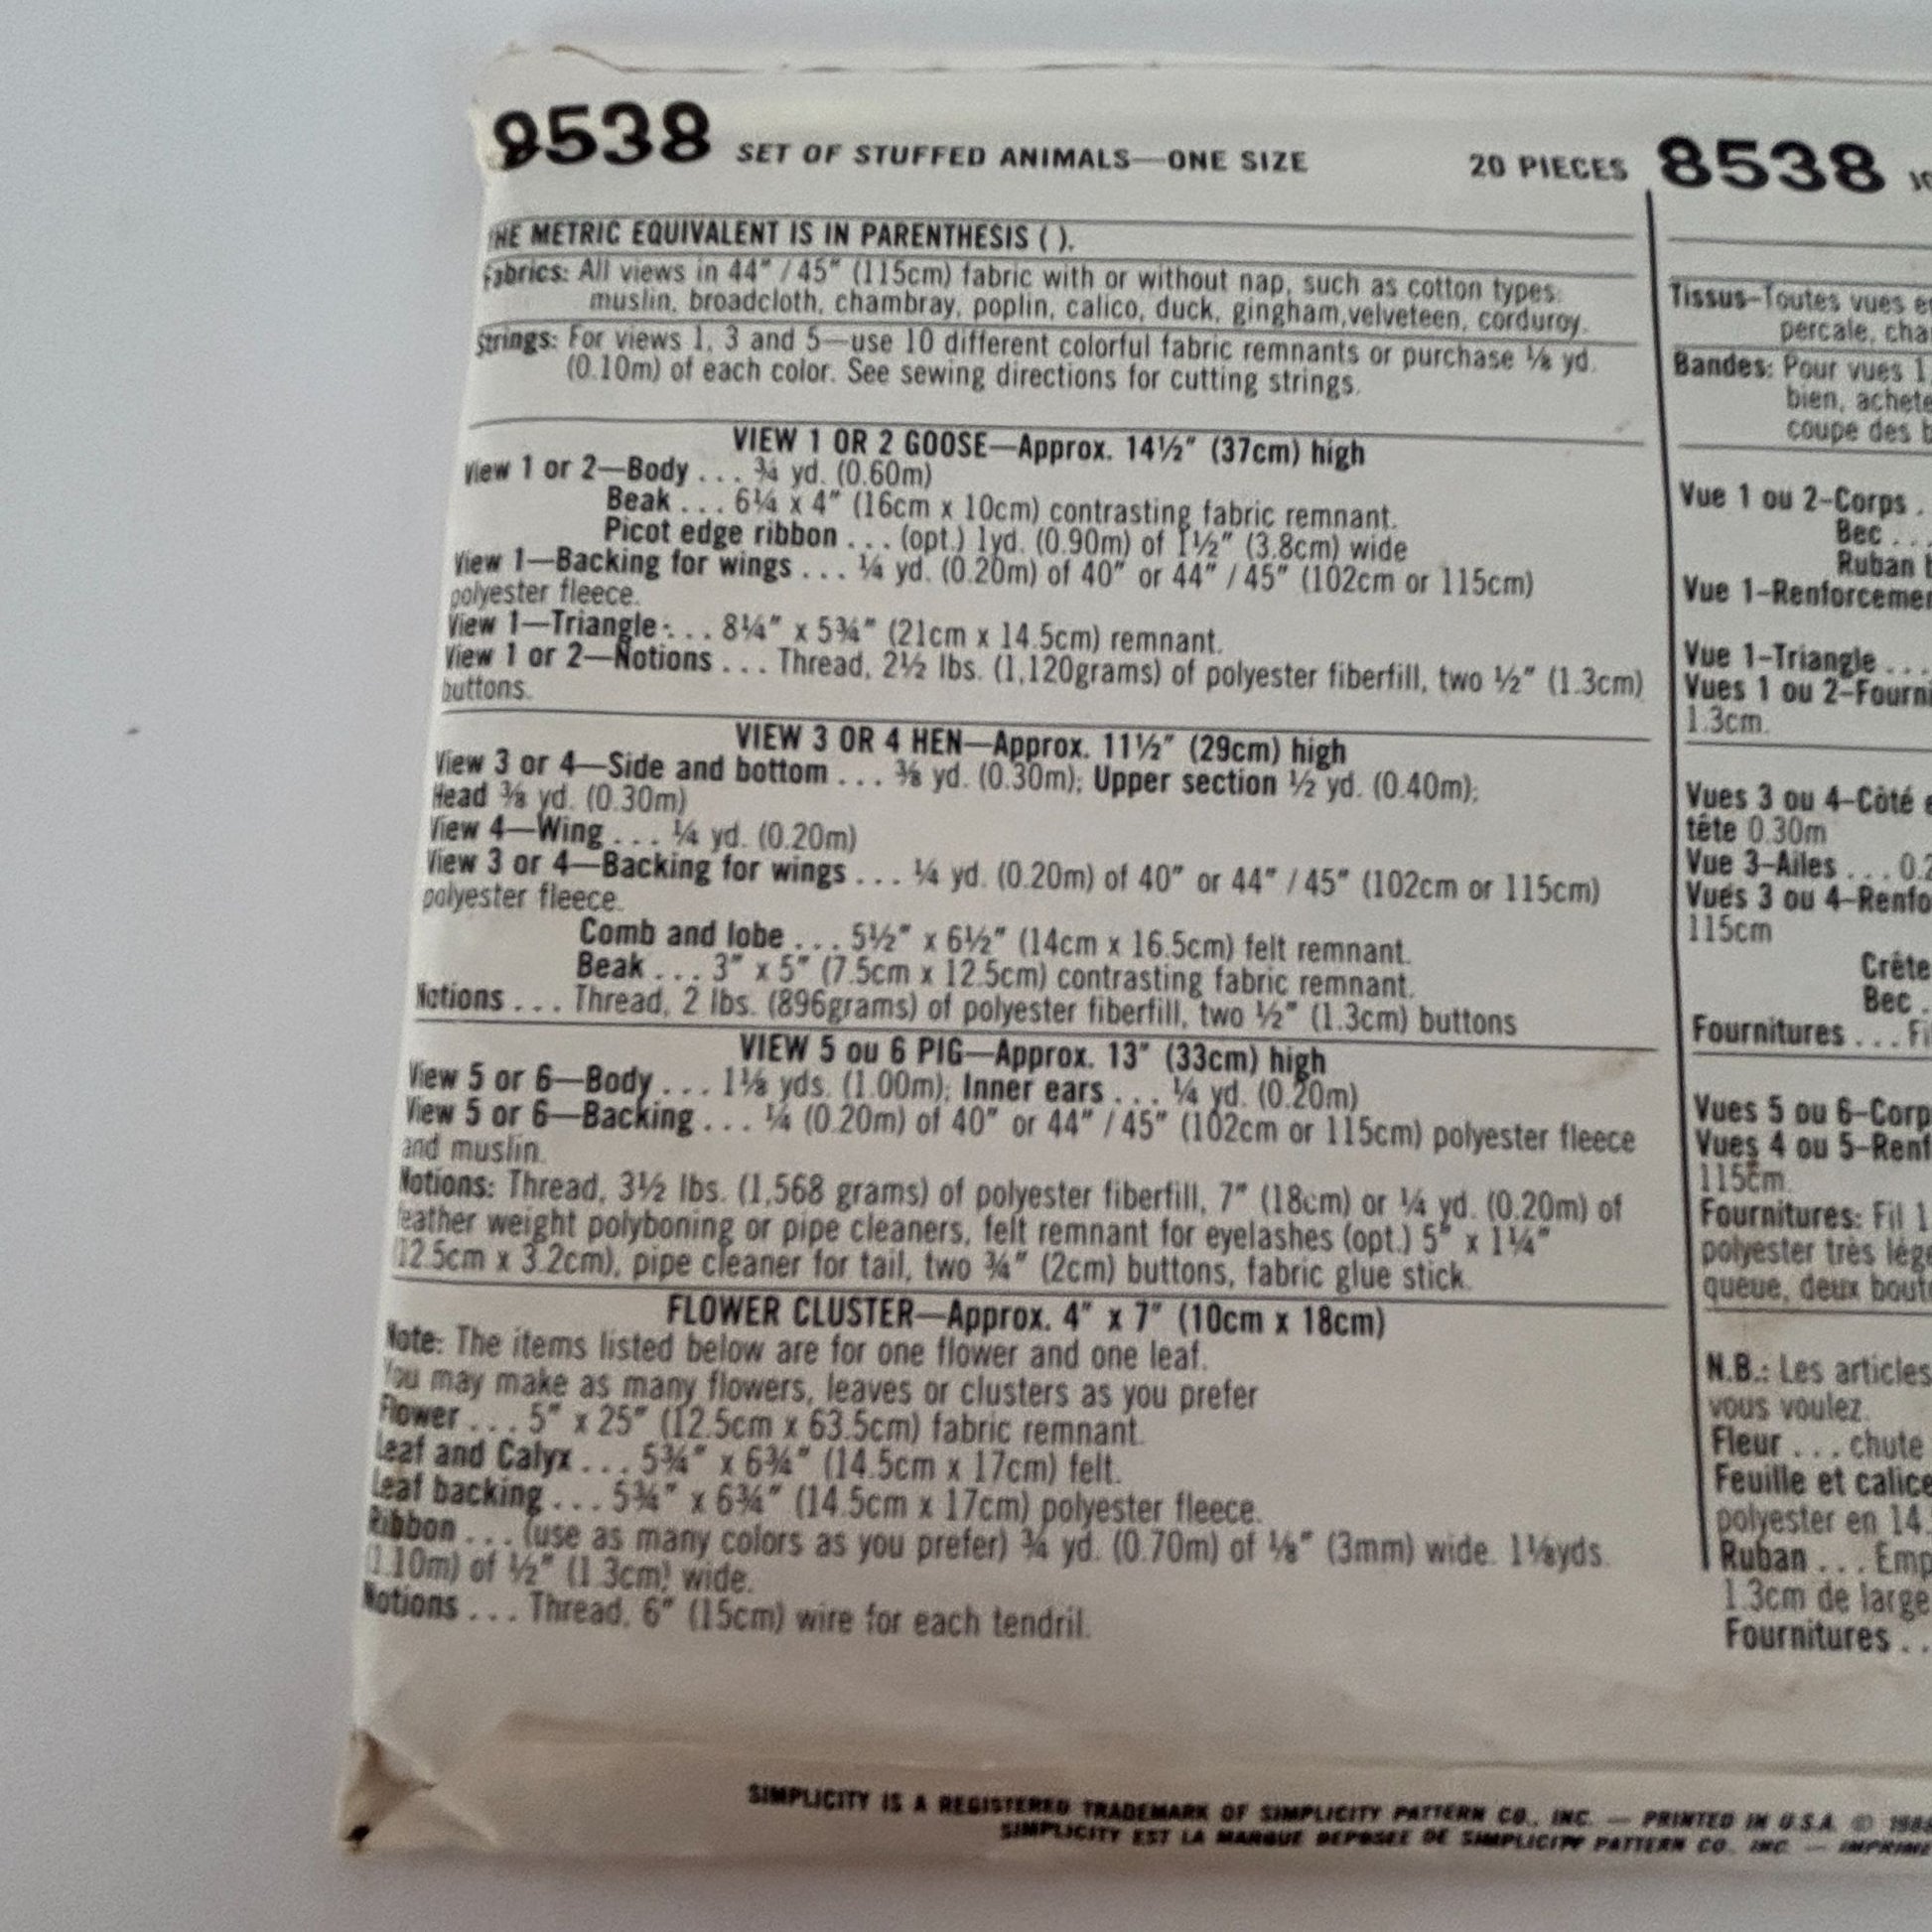 8538 SET OF STUFFED ANIMALS—ONE SIZE 20 PIECES
THE METRIC EQUIVALENT IS IN PARENTHESIS ( ).
Fabrics: All views in 44" / 45" (115cm) fabric with or without nap, such as cotton types:
muslin, broadcloth, chambray, poplin, calico, duck, gingham,velveteen, corduroy.
Strings: For views 1, 3 and 5—use 10 different colorful fabric remnants or purchase ⅛ yd.
(0.10m) of each color. See sewing directions for cutting strings.
VIEW 1 OR 2 GOOSE—Approx. 14½" (37cm) high
View 1 or 2—Body ... ¾ yd. (0.60m)
Beak ... 6¼ x 4" (16cm x 10cm) contrasting fabric remnant.
Picot edge ribbon ... (opt.) 1yd. (0.90m) of 1½" (3.8cm) wide
View 1—Backing for wings ... ¼ yd. (0.20m) of 40" or 44" / 45" (102cm or 115cm)
polyester fleece.
View 1—Triangle ... 8¼" x 5¾" (21cm x 14.5cm) remnant.
View 1 or 2—Notions ... Thread, 2½ lbs. (1,120grams) of polyester fiberfill, two ½" (1.3cm)
buttons.
VIEW 3 OR 4 HEN—Approx. 11½" (29cm) high
View 3 or 4—Side and bottom ... ⅜ yd. (0.30m); Upper section ½ yd. (0.40m);
Head ⅜ yd. (0.30m)
View 4—Wing ... ¼ yd. (0.20m)
View 3 or 4—Backing for wings ... ¼ yd. (0.20m) of 40" or 44" / 45" (102cm or 115cm)
polyester fleece.
Comb and lobe ... 5½" x 6½" (14cm x 16.5cm) felt remnant.
Beak ... 3" x 5" (7.5cm x 12.5cm) contrasting fabric remnant.
Notions ... Thread, 2 lbs. (896grams) of polyester fiberfill, two ½" (1.3cm) buttons
VIEW 5 ou 6 PIG—Approx. 13" (33cm) high
View 5 or 6—Body ... 1⅛ yds. (1.00m); Inner ears ... ¼ yd. (0.20m)
View 5 or 6—Backing ... ¼ (0.20m) of 40" or 44" / 45" (102cm or 115cm) polyester fleece
and muslin.
Notions: Thread, 3½ lbs. (1,568 grams) of polyester fiberfill, 7" (18cm) or ¼ yd. (0.20m) of
feather weight polyboning or pipe cleaners, felt remnant for eyelashes (opt.) 5" x 1¼"
(12.5cm x 3.2cm), pipe cleaner for tail, two ¾" (2cm) buttons, fabric glue stick.
FLOWER CLUSTER—Approx. 4" x 7" (10cm x 18cm)
Note: The items listed below are for one flower and one leaf.
You may make as many flowers, leaves or clusters as you prefer
Flower ... 5" x 25" (12.5cm x 63.5cm) fabric remnant.
Leaf and Calyx ... 5¾" x 6¾" (14.5cm x 17cm) felt.
Leaf backing ... 5¾" x 6¾" (14.5cm x 17cm) polyester fleece.
Ribbon ... (use as many colors as you prefer) ¾ yd. (0.70m) of ⅛" (3mm) wide. 1⅛yds.
(1.10m) of ½" (1.3cm) wide.
Notions ... Thread, 6" (15cm) wire for each tendril.
8538
Tissus–Toutes vues
percale,
Bandes: Pour vues 1,
bien,
coupe des
Vue 1 ou 2–Corps .
Bec ...
Ruban
Vue 1–
Vue 1–Triangle ...
Vues 1 ou 2–
1.3cm.
Vues 3 ou 4–Côté
tête 0.30m
Vue 3–Ailes ...
Vues 3 ou 4–
115cm
Crête
Bec .
Fournitures ...
Vues 5 ou 6–
Vues 4 ou 5–
115cm.
Fournitures: Fil
polyester très
queue, deux
N.B.: Les articles
vous voulez.
Fleur ... chute
Feuille et calice
polyester en
Ruban ...
1.3cm de large
Fournitures ..
SIMPLICITY IS A REGISTERED TRADEMARK OF SIMPLICITY PATTERN CO., INC. — PRINTED IN U.S.A. ©
SIMPLICITY EST LA MARQUE DEPOSEE DE SIMPLICITY PATTERN CO. INC. —